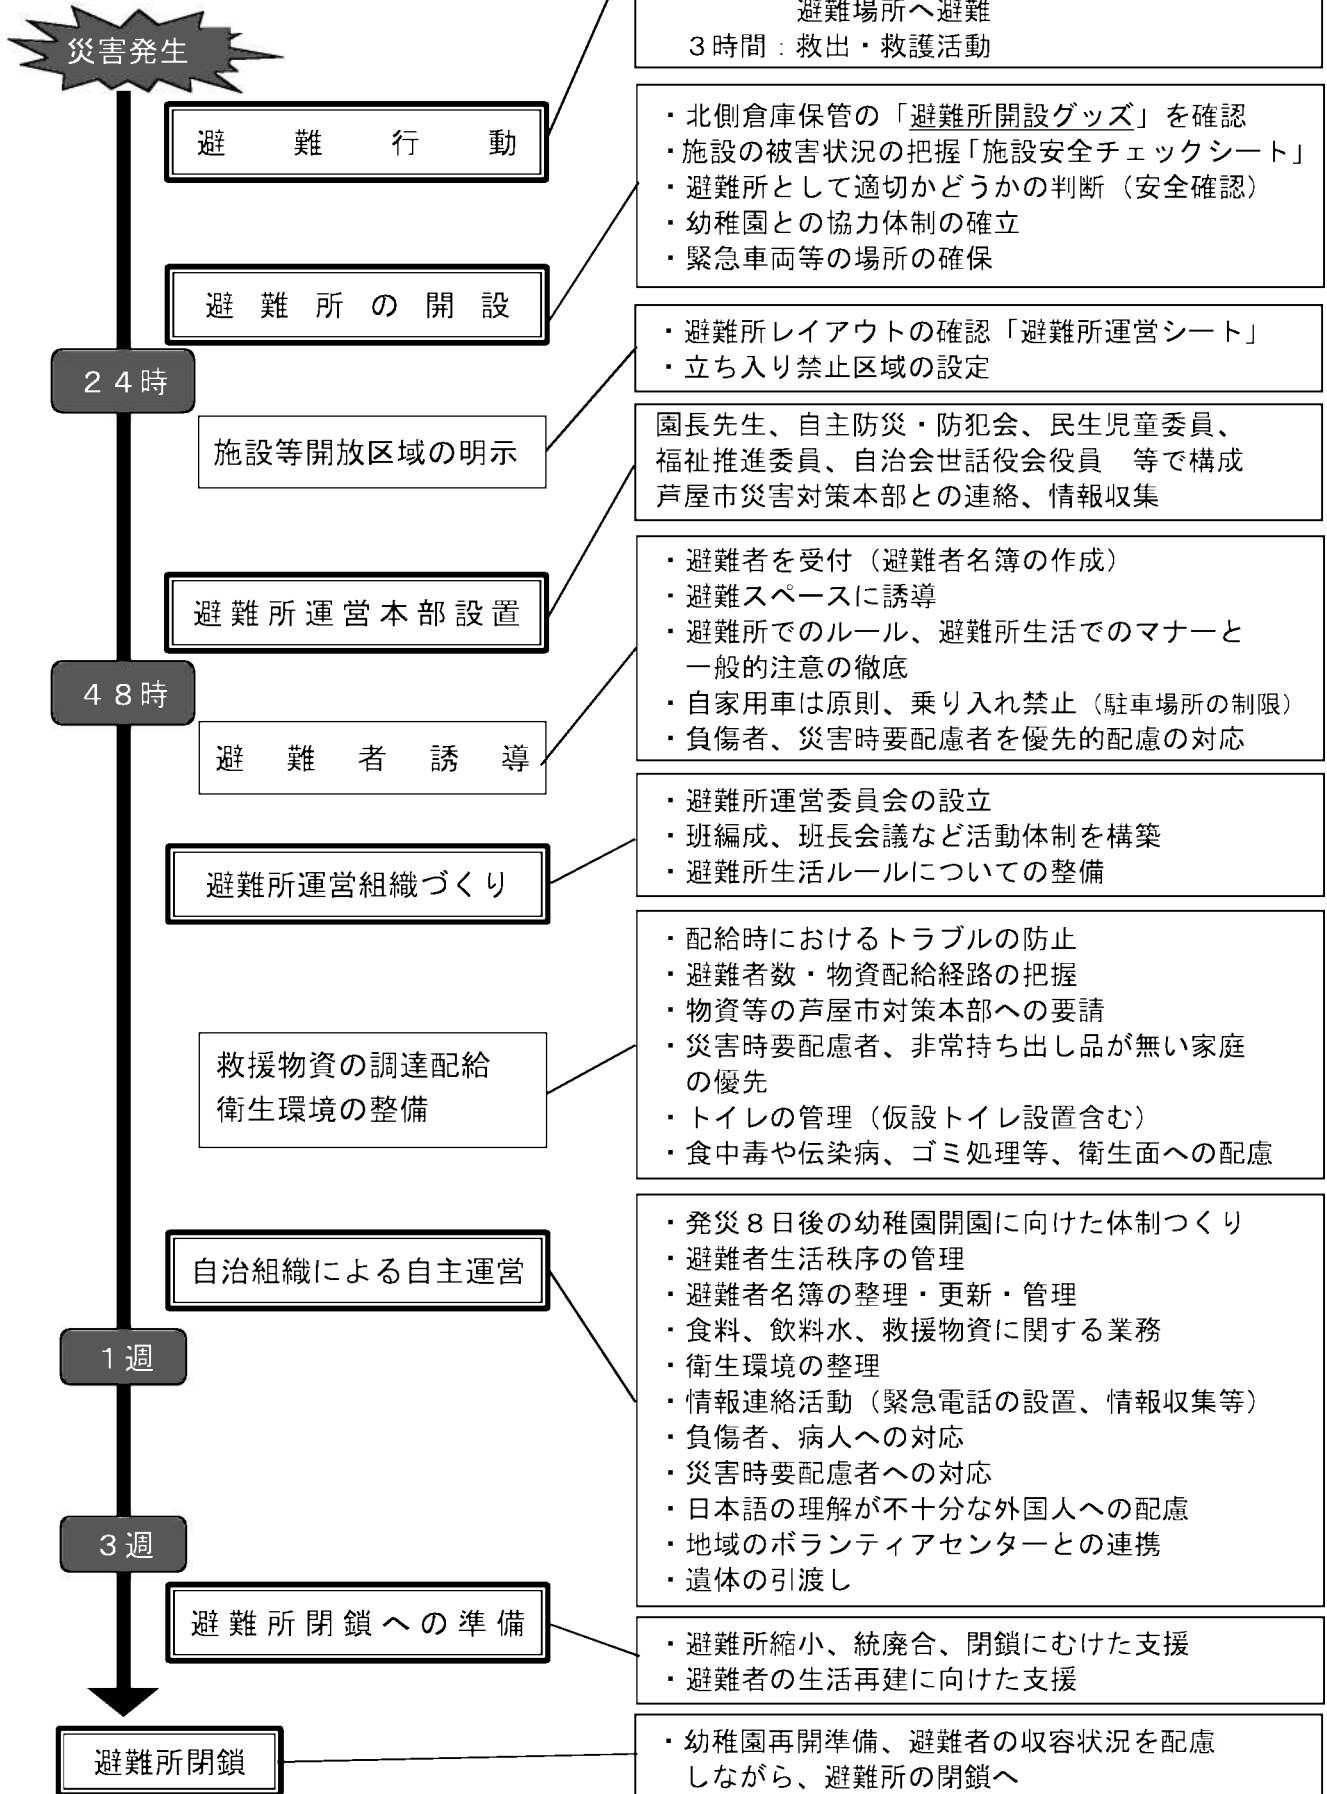 避難場所へ避難
３時間：救出・救護活動
災害発生
避難行動
・北側倉庫保管の「避難所開設グッズ」を確認
・施設の被害状況の把握「施設安全チェックシート」
・避難所として適切かどうかの判断（安全確認）
・幼稚園との協力体制の確立
・緊急車両等の場所の確保
避難所の開設
・避難所レイアウトの確認「避難所運営シート」
・立ち入り禁止区域の設定
２４時
施設等開放区域の明示
園長先生、自主防災・防犯会、民生児童委員、
福祉推進委員、自治会世話役会役員　等で構成
芦屋市災害対策本部との連絡、情報収集
避難所運営本部設置
・避難者を受付（避難者名簿の作成）
・避難スペースに誘導
・避難所でのルール、避難所生活でのマナーと
一般的注意の徹底
・自家用車は原則、乗り入れ禁止（駐車場所の制限）
・負傷者、災害時要配慮者を優先的配慮の対応
４８時
避難者誘導
・避難所運営委員会の設立
・班編成、班長会議など活動体制を構築
・避難所生活ルールについての整備
避難所運営組織づくり
・配給時におけるトラブルの防止
・避難者数・物資配給経路の把握
・物資等の芦屋市対策本部への要請
・災害時要配慮者、非常持ち出し品が無い家庭
の優先
・トイレの管理（仮設トイレ設置含む）
・食中毒や伝染病、ゴミ処理等、衛生面への配慮
救援物資の調達配給
衛生環境の整備
・発災８日後の幼稚園開園に向けた体制つくり
・避難者生活秩序の管理
・避難者名簿の整理・更新・管理
・食料、飲料水、救援物資に関する業務
・衛生環境の整理
・情報連絡活動（緊急電話の設置、情報収集等）
・負傷者、病人への対応
・災害時要配慮者への対応
・日本語の理解が不十分な外国人への配慮
・地域のボランティアセンターとの連携
・遺体の引渡し
自治組織による自主運営
１週
３週
避難所閉鎖への準備
・避難所縮小、統廃合、閉鎖にむけた支援
・避難者の生活再建に向けた支援
避難所閉鎖
・幼稚園再開準備、避難者の収容状況を配慮
しながら、避難所の閉鎖へ